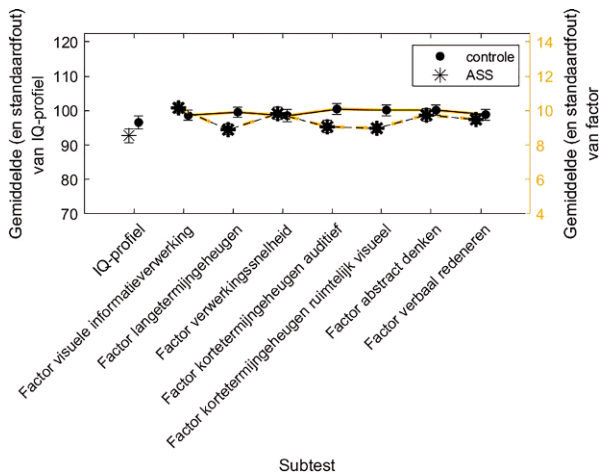 Gemiddelde (en standaardfout)
van IQ-profiel
120
110
100
90
80
70
controle
ASS
14
12
10
8
6
4
Gemiddelde (en standaardfout)
van factor
IQ-profiel
Factor visuele informatieverwerking
Factor langetermijngeheugen
Factor verwerkingssnelheid
Factor kortetermijngeheugen auditief
Factor kortetermijngeheugen ruimtelijk visueel
Factor abstract denken
Factor verbaal redeneren
Subtest